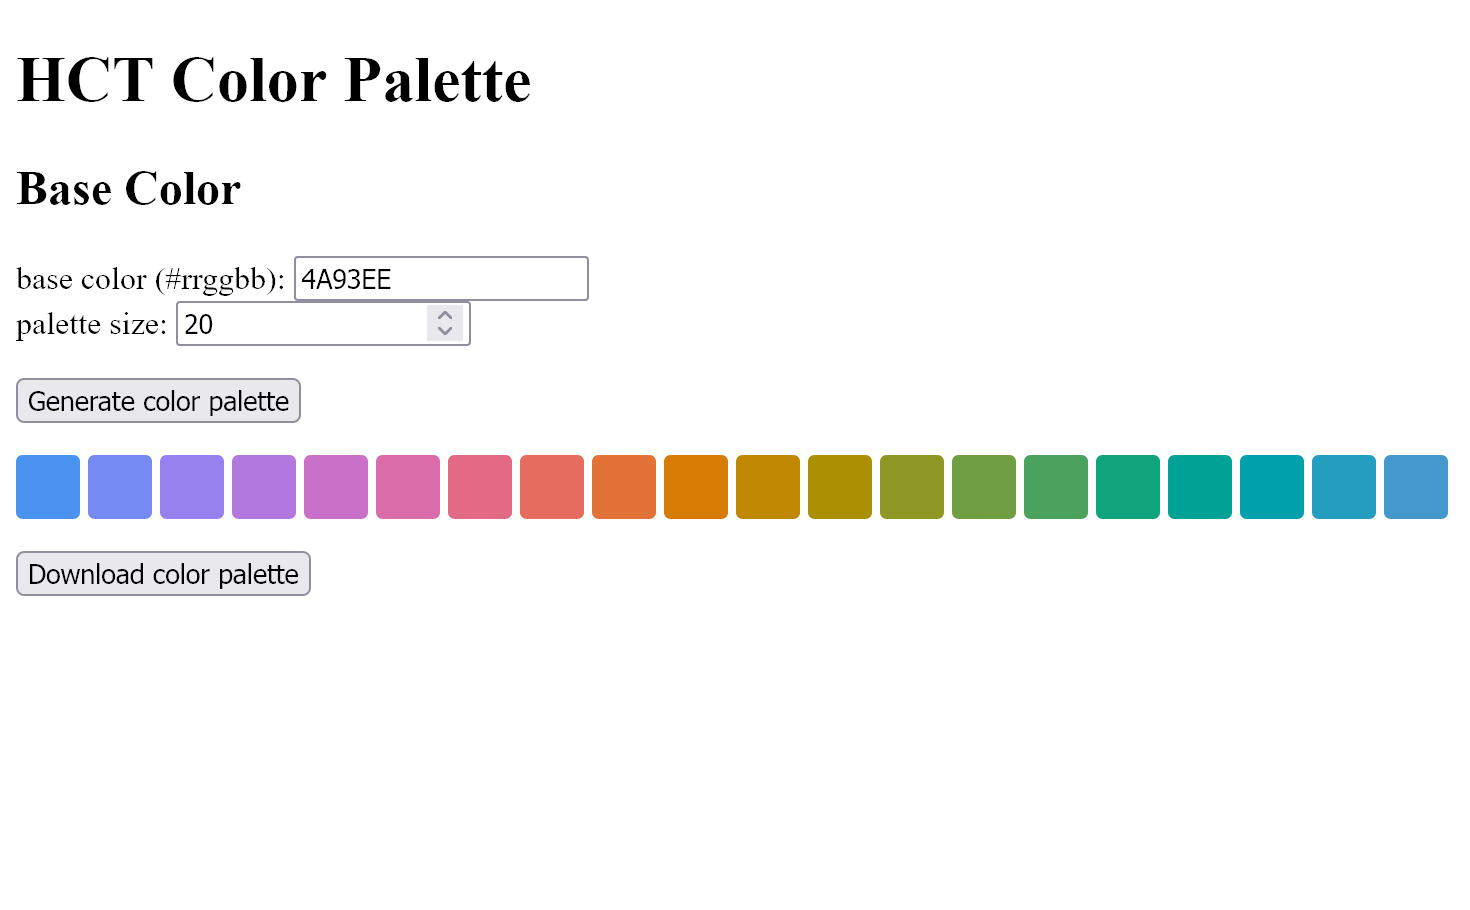 HCT Color Palette
Base Color
base color (#rrggbb): 4A93EE
palette size: 20
Generate color palette
Download color palette